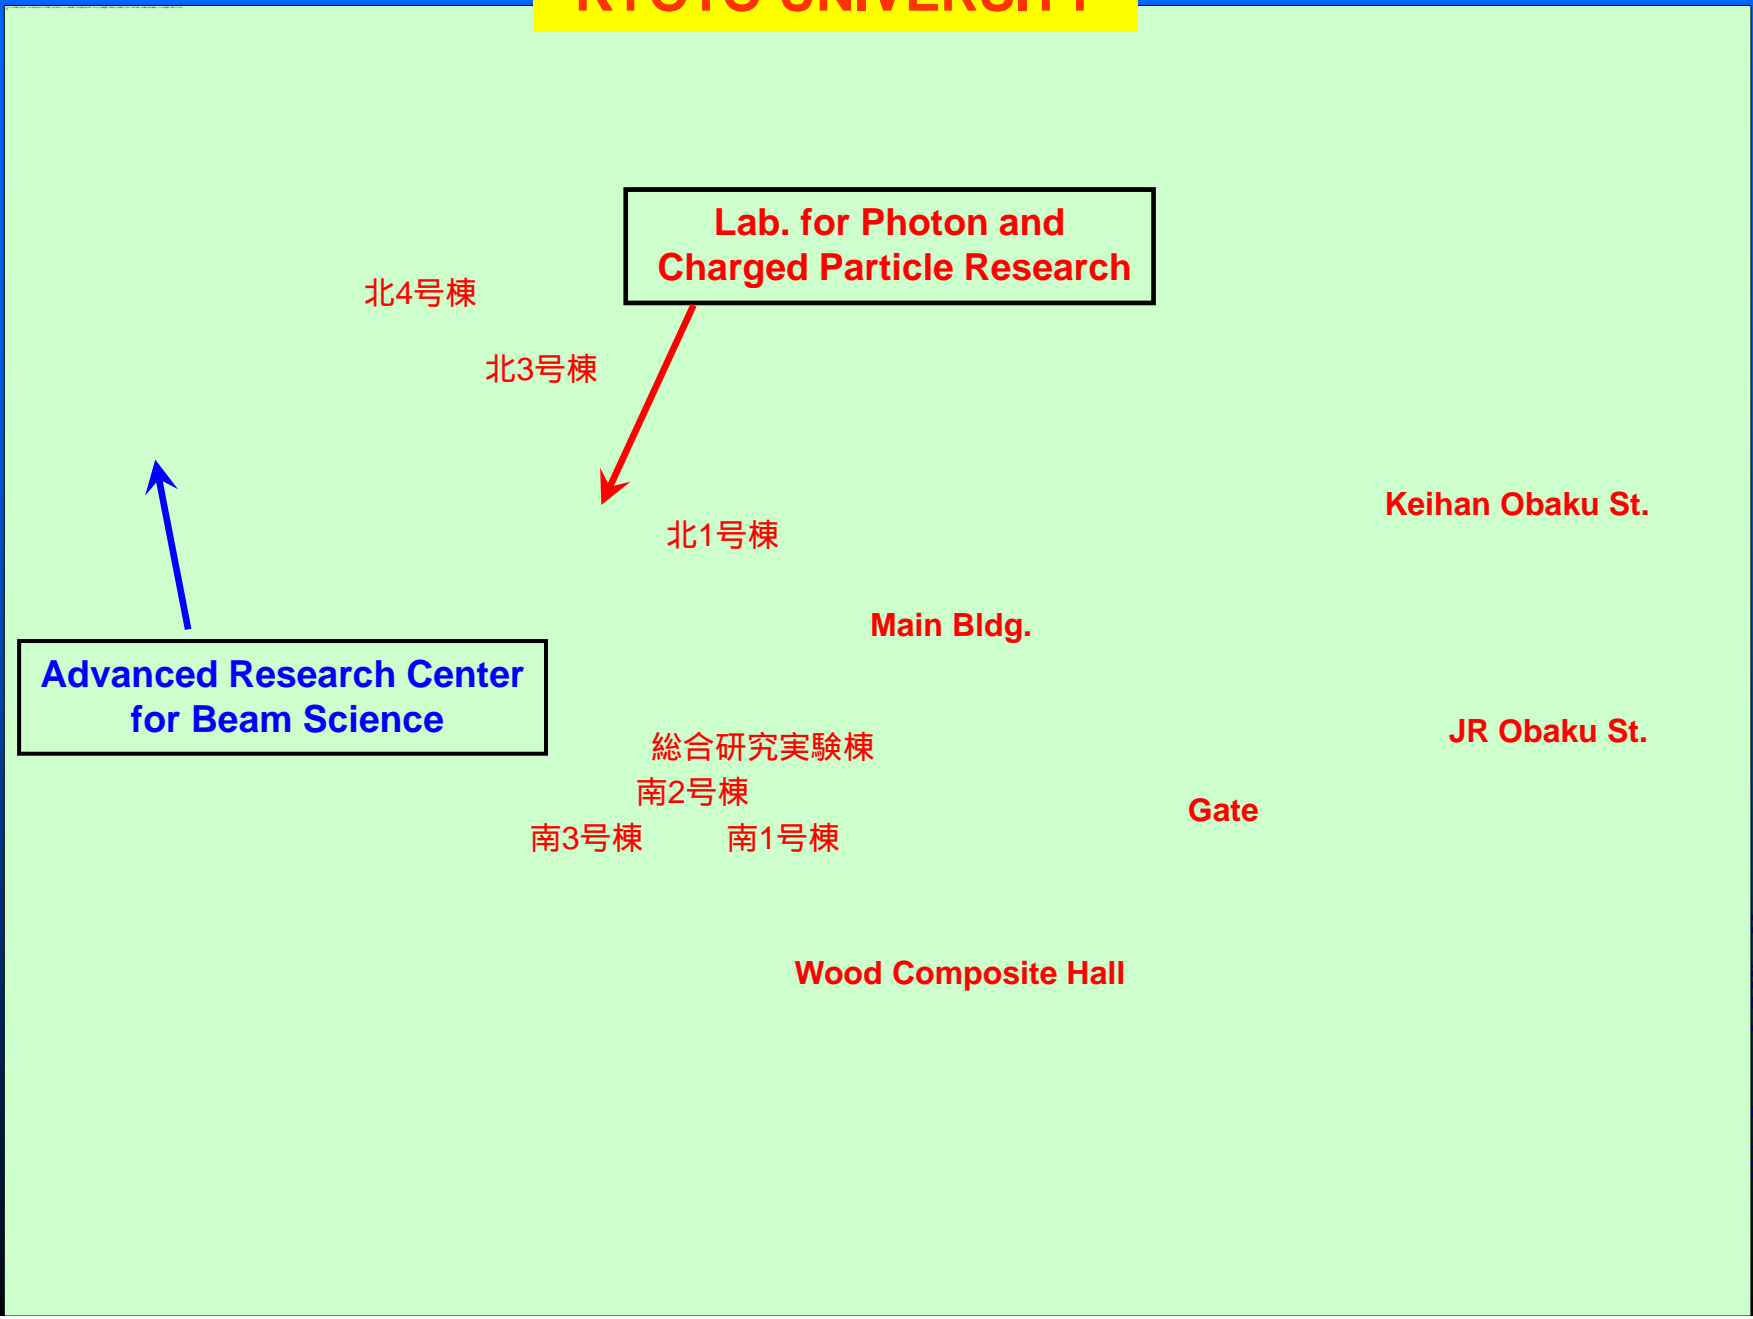 KYOTO UNIVERSITY
Lab. for Photon and
Charged Particle Research
北4号棟
北3号棟
Keihan Obaku St.
北1号棟
Main Bldg.
Advanced Research Center
for Beam Science
JR Obaku St.
総合研究実験棟
南2号棟
Gate
南3号棟
南1号棟
Wood Composite Hall